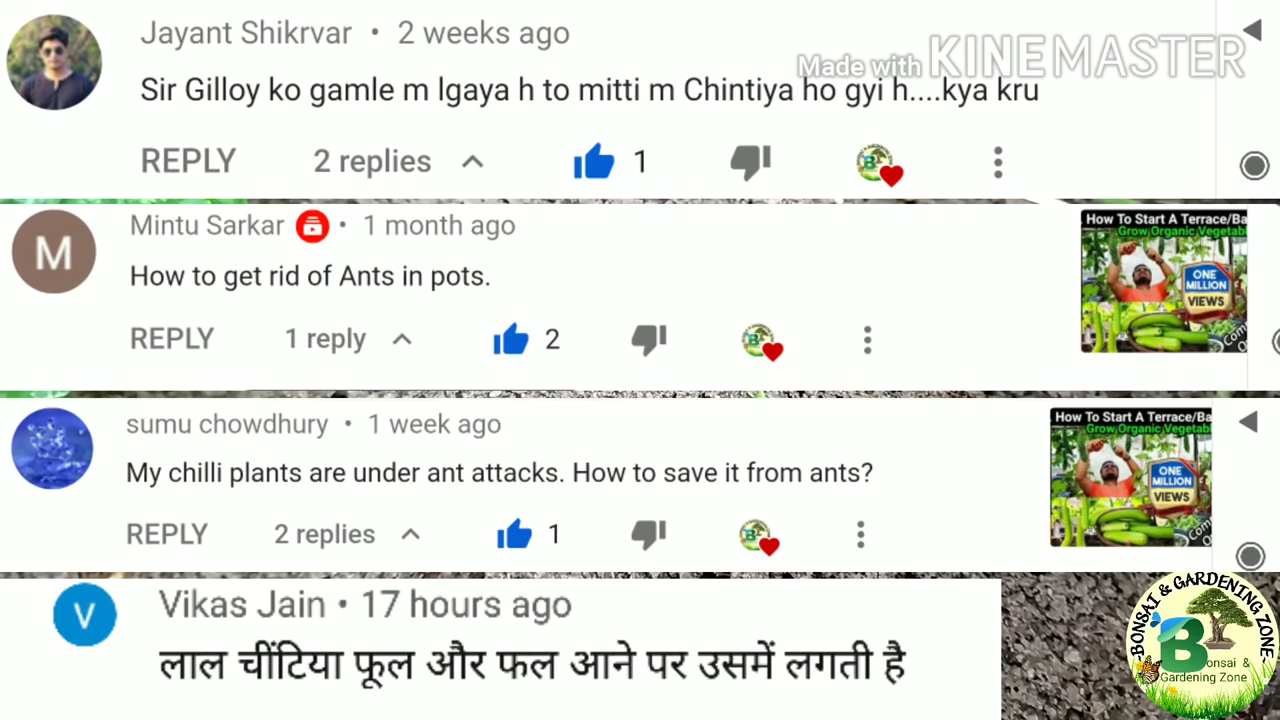 Jayant Shikrvar • 2 weeks ago
Made with KINEMASTER
Sir Gilloy ko gamle m lgaya h to mitti m Chintiya ho gyi h....kya kru
REPLY 2 replies 1
Mintu Sarkar • 1 month ago
How to get rid of Ants in pots.
REPLY 1 reply 2
How To Start A Terrace/Ba
Grow Organic Vegetabl
ONE
MILLION
VIEWS
sumu chowdhury • 1 week ago
My chilli plants are under ant attacks. How to save it from ants?
REPLY 2 replies 1
How To Start A Terrace/Ba
Grow Organic Vegetabl
ONE
MILLION
VIEWS
V
Vikas Jain • 17 hours ago
लाल चींटिया फूल और फल आने पर उसमें लगती है
M
~BONSAI & GARDENING ZONE~
Bonsai &
Gardening Zone